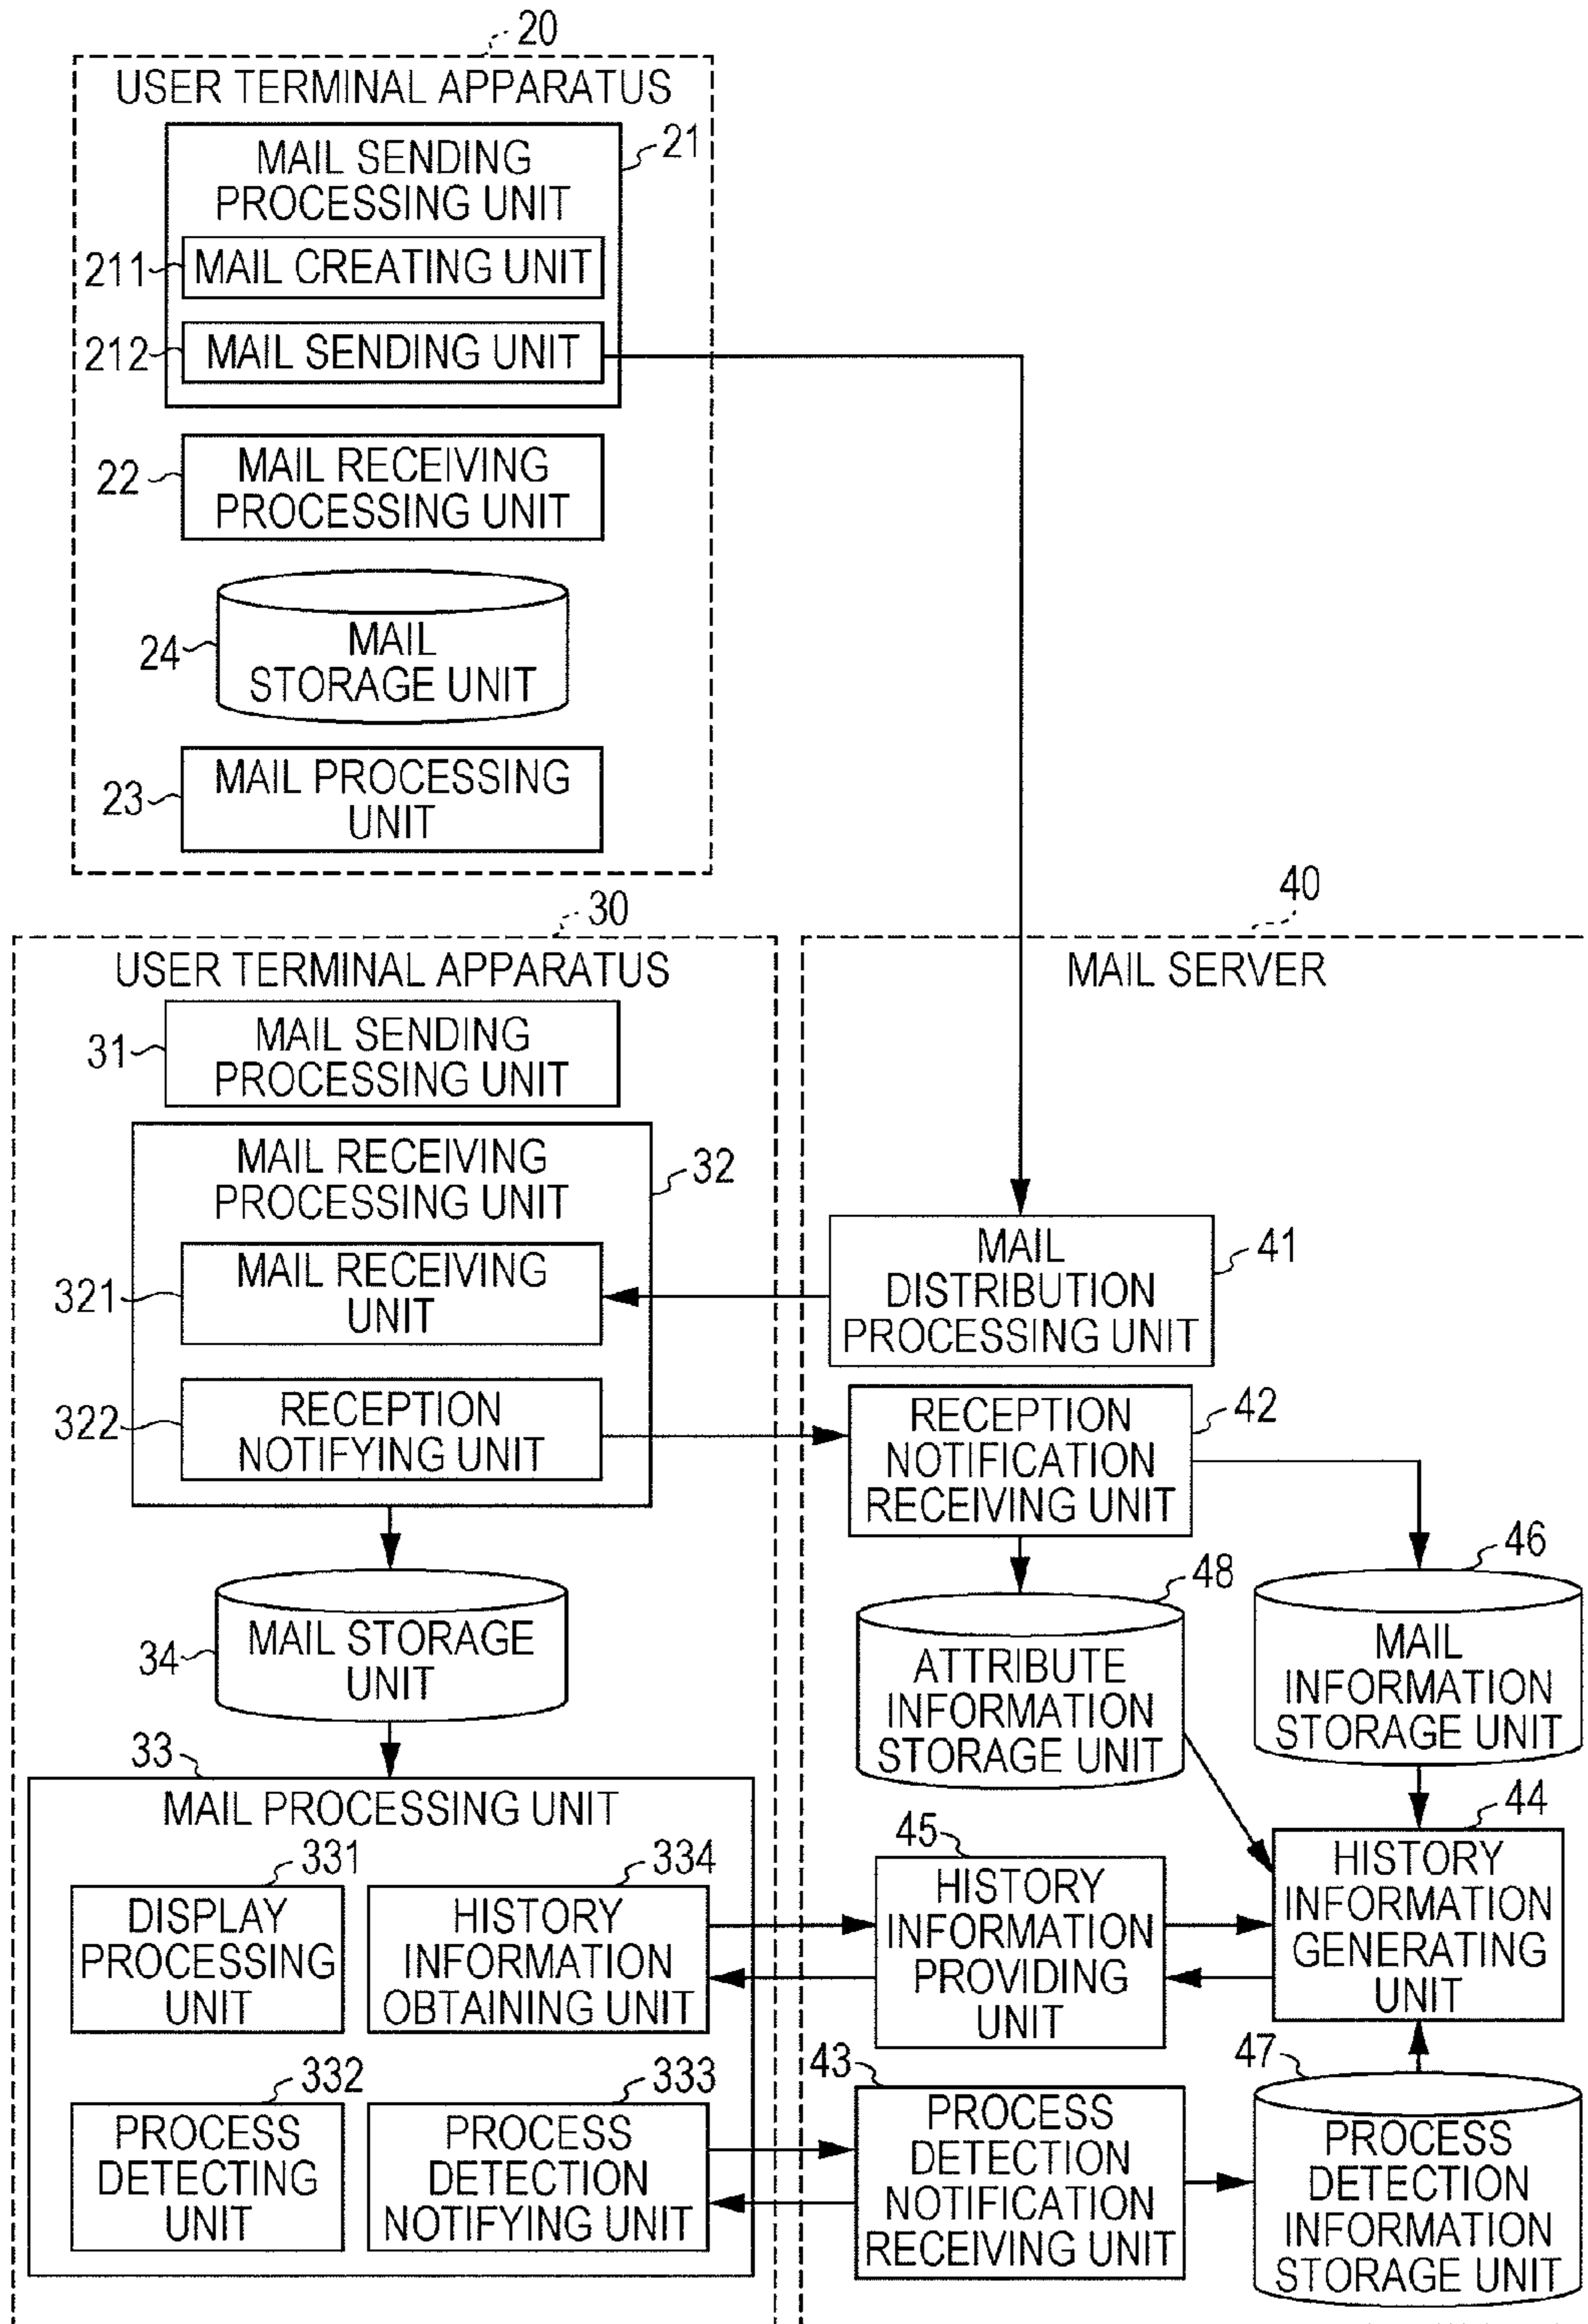 20
USER TERMINAL APPARATUS
MAIL SENDING
PROCESSING UNIT
21
211
MAIL CREATING UNIT
212
MAIL SENDING UNIT
22
MAIL RECEIVING
PROCESSING UNIT
24
MAIL
STORAGE UNIT
23
MAIL PROCESSING
UNIT
30
USER TERMINAL APPARATUS
31
MAIL SENDING
PROCESSING UNIT
MAIL RECEIVING
PROCESSING UNIT
32
321
MAIL RECEIVING
UNIT
322
RECEPTION
NOTIFYING UNIT
34
MAIL STORAGE
UNIT
33
MAIL PROCESSING UNIT
331
DISPLAY
PROCESSING
UNIT
334
HISTORY
INFORMATION
OBTAINING UNIT
332
PROCESS
DETECTING
UNIT
333
PROCESS
DETECTION
NOTIFYING UNIT
40
MAIL SERVER
MAIL
DISTRIBUTION
PROCESSING UNIT
41
RECEPTION
NOTIFICATION
RECEIVING UNIT
42
48
ATTRIBUTE
INFORMATION
STORAGE UNIT
46
MAIL
INFORMATION
STORAGE UNIT
45
HISTORY
INFORMATION
PROVIDING
UNIT
44
HISTORY
INFORMATION
GENERATING
UNIT
43
PROCESS
DETECTION
NOTIFICATION
RECEIVING UNIT
47
PROCESS
DETECTION
INFORMATION
STORAGE UNIT